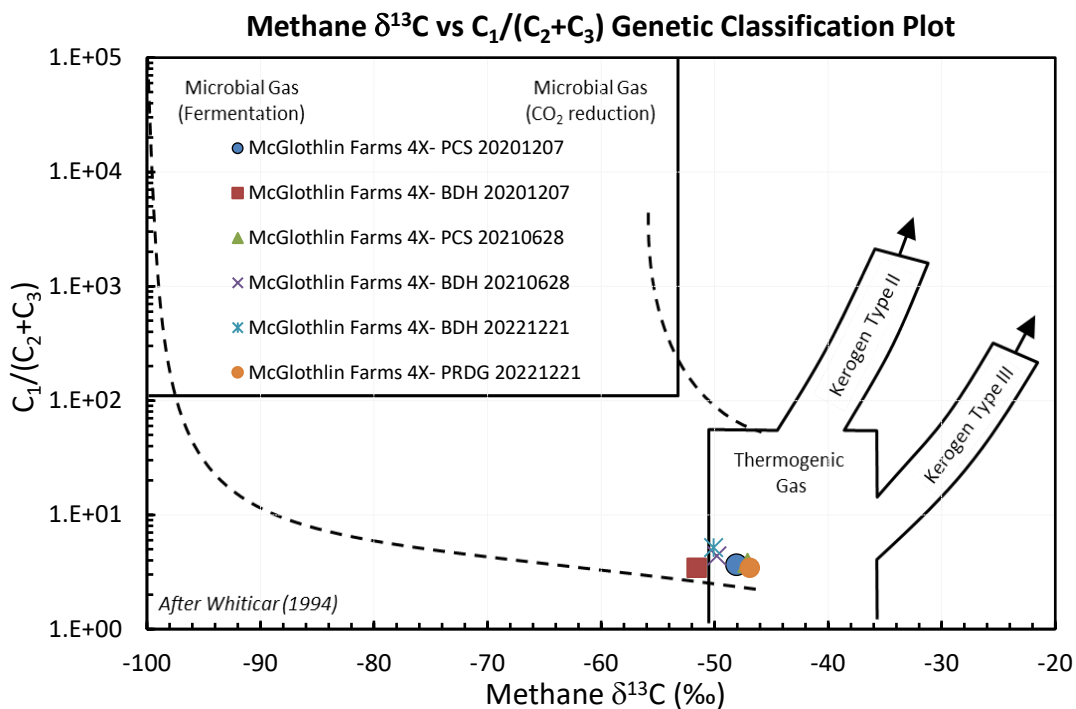 Methane δ¹³C vs C₁/(C₂+C₃) Genetic Classification Plot
1.E+05
1.E+04
1.E+03
1.E+02
1.E+01
1.E+00
C₁/(C₂+C₃)
Microbial Gas
(Fermentation)
Microbial Gas
(CO₂ reduction)
McGlothlin Farms 4X- PCS 20201207
McGlothlin Farms 4X- BDH 20201207
McGlothlin Farms 4X- PCS 20210628
McGlothlin Farms 4X- BDH 20210628
McGlothlin Farms 4X- BDH 20221221
McGlothlin Farms 4X- PRDG 20221221
Kerogen Type II
Kerogen Type III
Thermogenic
Gas
After Whiticar (1994)
-100 -90 -80 -70 -60 -50 -40 -30 -20
Methane δ¹³C (‰)